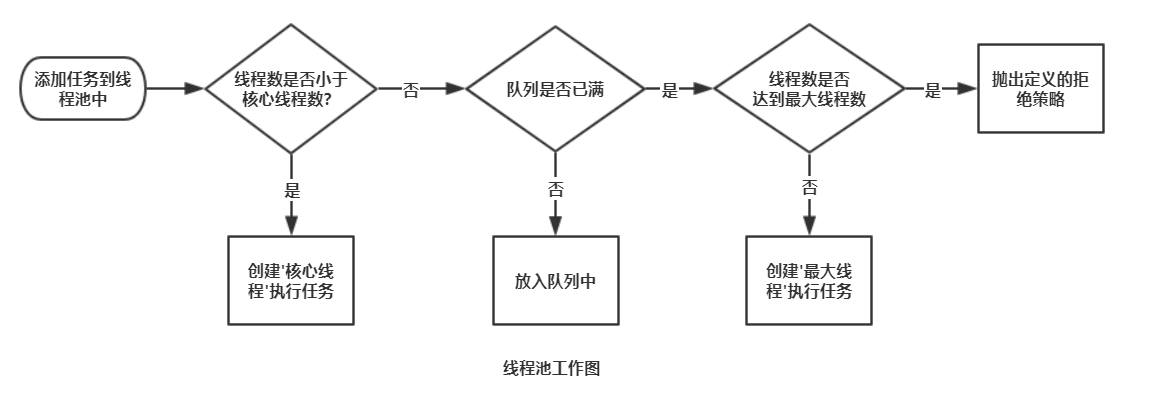 添加任务到线
程池中
线程数是否小于
核心线程数?
否
队列是否已满
是
线程数是否
达到最大线程数
是
抛出定义的拒
绝策略
是
否
否
创建'核心线
程'执行任务
放入队列中
创建'最大线
程'执行任务
线程池工作图